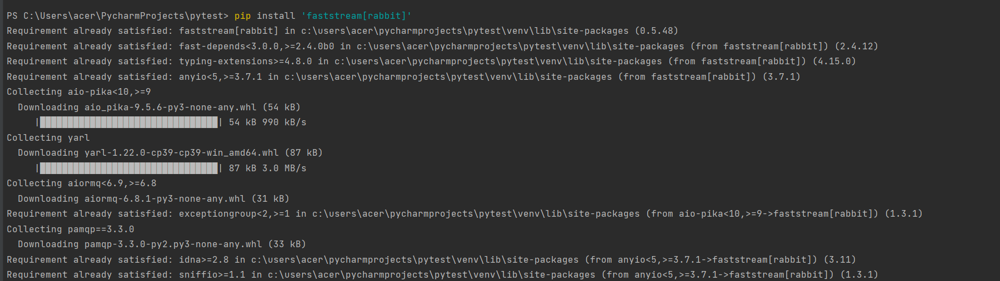 PS C:\Users\acer\PycharmProjects\pytest> pip install 'faststream[rabbit]'
Requirement already satisfied: faststream[rabbit] in c:\users\acer\pycharmprojects\pytest\venv\lib\site-packages (0.5.48)
Requirement already satisfied: fast-depends<3.0.0,>=2.4.0b0 in c:\users\acer\pycharmprojects\pytest\venv\lib\site-packages (from faststream[rabbit]) (2.4.12)
Requirement already satisfied: typing-extensions>=4.8.0 in c:\users\acer\pycharmprojects\pytest\venv\lib\site-packages (from faststream[rabbit]) (4.15.0)
Requirement already satisfied: anyio<5,>=3.7.1 in c:\users\acer\pycharmprojects\pytest\venv\lib\site-packages (from faststream[rabbit]) (3.7.1)
Collecting aio-pika<10,>=9
Downloading aio_pika-9.5.6-py3-none-any.whl (54 kB)
|████████████████████████████████| 54 kB 990 kB/s
Collecting yarl
Downloading yarl-1.22.0-cp39-cp39-win_amd64.whl (87 kB)
|████████████████████████████████| 87 kB 3.0 MB/s
Collecting aiormq<6.9,>=6.8
Downloading aiormq-6.8.1-py3-none-any.whl (31 kB)
Requirement already satisfied: exceptiongroup<2,>=1 in c:\users\acer\pycharmprojects\pytest\venv\lib\site-packages (from aio-pika<10,>=9->faststream[rabbit]) (1.3.1)
Collecting pamqp==3.3.0
Downloading pamqp-3.3.0-py2.py3-none-any.whl (33 kB)
Requirement already satisfied: idna>=2.8 in c:\users\acer\pycharmprojects\pytest\venv\lib\site-packages (from anyio<5,>=3.7.1->faststream[rabbit]) (3.11)
Requirement already satisfied: sniffio>=1.1 in c:\users\acer\pycharmprojects\pytest\venv\lib\site-packages (from anyio<5,>=3.7.1->faststream[rabbit]) (1.3.1)